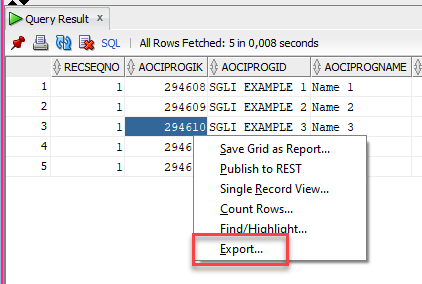 Query Result ×
SQL | All Rows Fetched: 5 in 0,008 seconds
RECSEQNO AOCIPROGIK AOCIPROGID AOCIPROGNAME
1 1 294608 SGLI EXAMPLE 1 Name 1
2 1 294609 SGLI EXAMPLE 2 Name 2
3 1 294610 SGLI EXAMPLE 3 Name 3
4 1 2946
5 1 2946
Save Grid as Report...
Publish to REST
Single Record View...
Count Rows...
Find/Highlight...
Export...